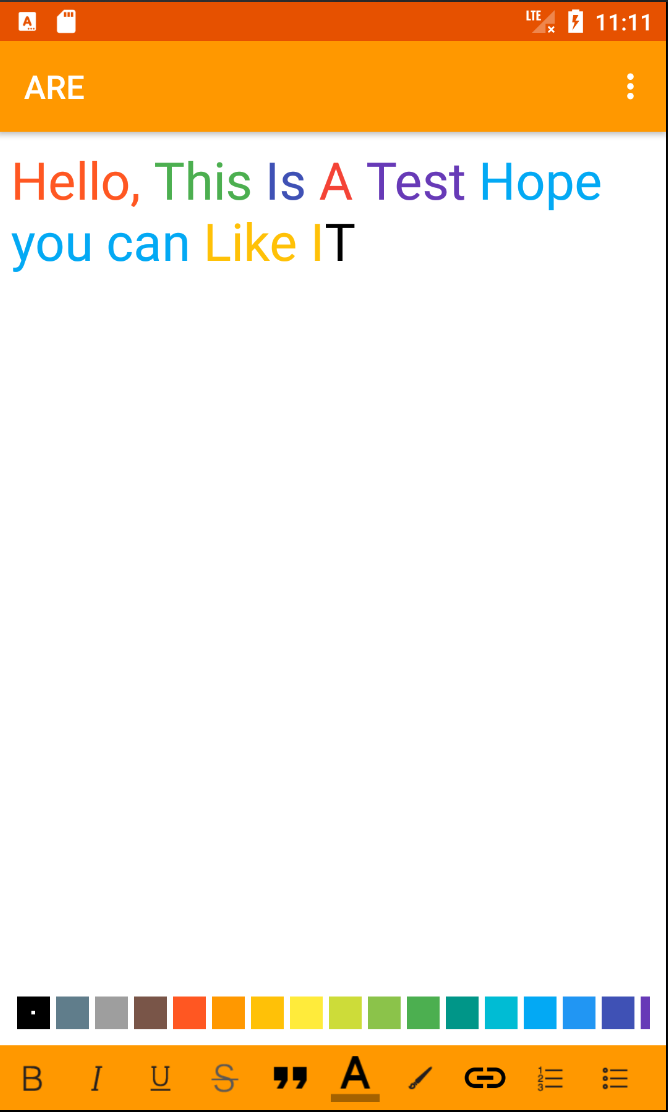 LTE 11:11
ARE
Hello, This Is A Test Hope
you can Like IT
B I U S A